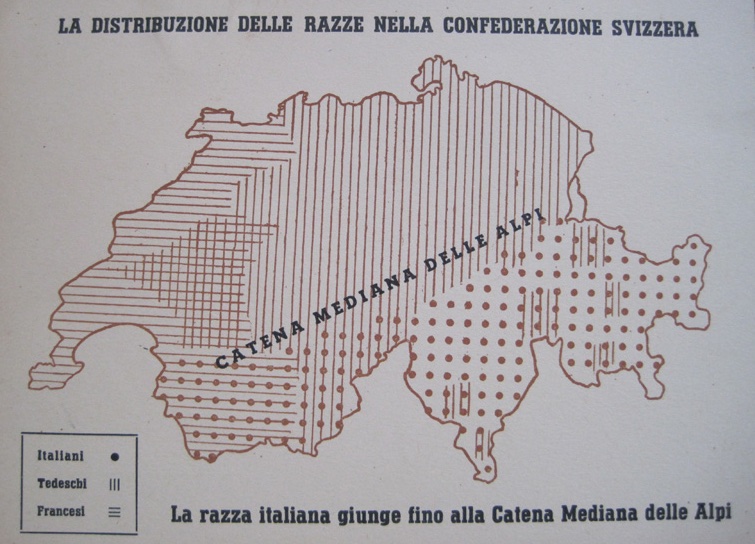 LA DISTRIBUZIONE DELLE RAZZE NELLA CONFEDERAZIONE SVIZZERA
CATENA MEDIANA DELLE ALPI
Italiani
Tedeschi
Francesi
La razza italiana giunge fino alla Catena Mediana delle Alpi